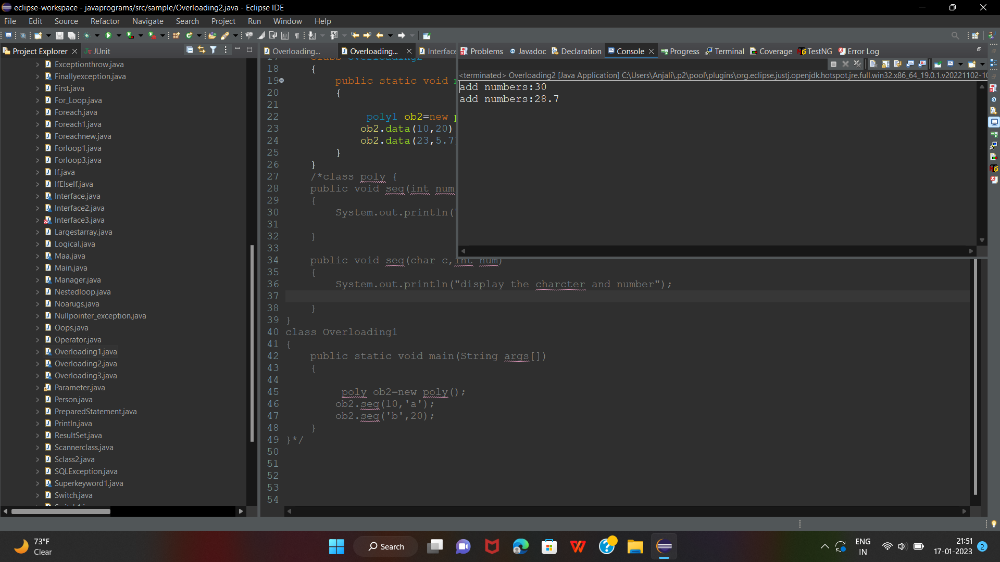 eclipse-workspace - javaprograms/src/sample/Overloading2.java - Eclipse IDE
File Edit Source Refactor Navigate Search Project Run Window Help
Project Explorer JUnit
Exceptionthrow.java
Finallyexception.java
First.java
For_Loop.java
Foreach.java
Foreach1.java
Foreachnew.java
Forloop1.java
Forloop3.java
If.java
IfElseIf.java
Interface.java
Interface2.java
Interface3.java
Largestarray.java
Logical.java
Maa.java
Main.java
Manager.java
Nestedloop.java
Noarugs.java
Nullpointer_exception.java
Oops.java
Operator.java
Overloading1.java
Overloading2.java
Overloading3.java
Parameter.java
Person.java
PreparedStatement.java
Println.java
ResultSet.java
Scannerclass.java
Sclass2.java
SQLException.java
Superkeyword1.java
Switch.java
Overloading... Overloading... Interface
18 {
19 public static void
20 {
21
22 poly1 ob2=new
23 ob2.data(10,20)
24 ob2.data(23,5.7
25 }
26 }
27 /*class poly {
28 public void seq(int num
29 {
30 System.out.println(
31
32 }
33
34 public void seq(char c,int num)
35 {
36 System.out.println("display the charcter and number");
37
38 }
39 }
40 class Overloading1
41 {
42 public static void main(String args[])
43 {
44
45 poly ob2=new poly();
46 ob2.seq(10,'a');
47 ob2.seq('b',20);
48 }
49 }*/
50
51
52
53
54
Problems Javadoc Declaration Console Progress Terminal Coverage TestNG Error Log
<terminated> Overloading2 [Java Application] C:\Users\Anjali\.p2\pool\plugins\org.eclipse.justj.openjdk.hotspot.jre.full.win32.x86_64_19.0.1.v20221102-10
add numbers:30
add numbers:28.7
73°F
Clear
Search
ENG
IN
21:51
17-01-2023
2